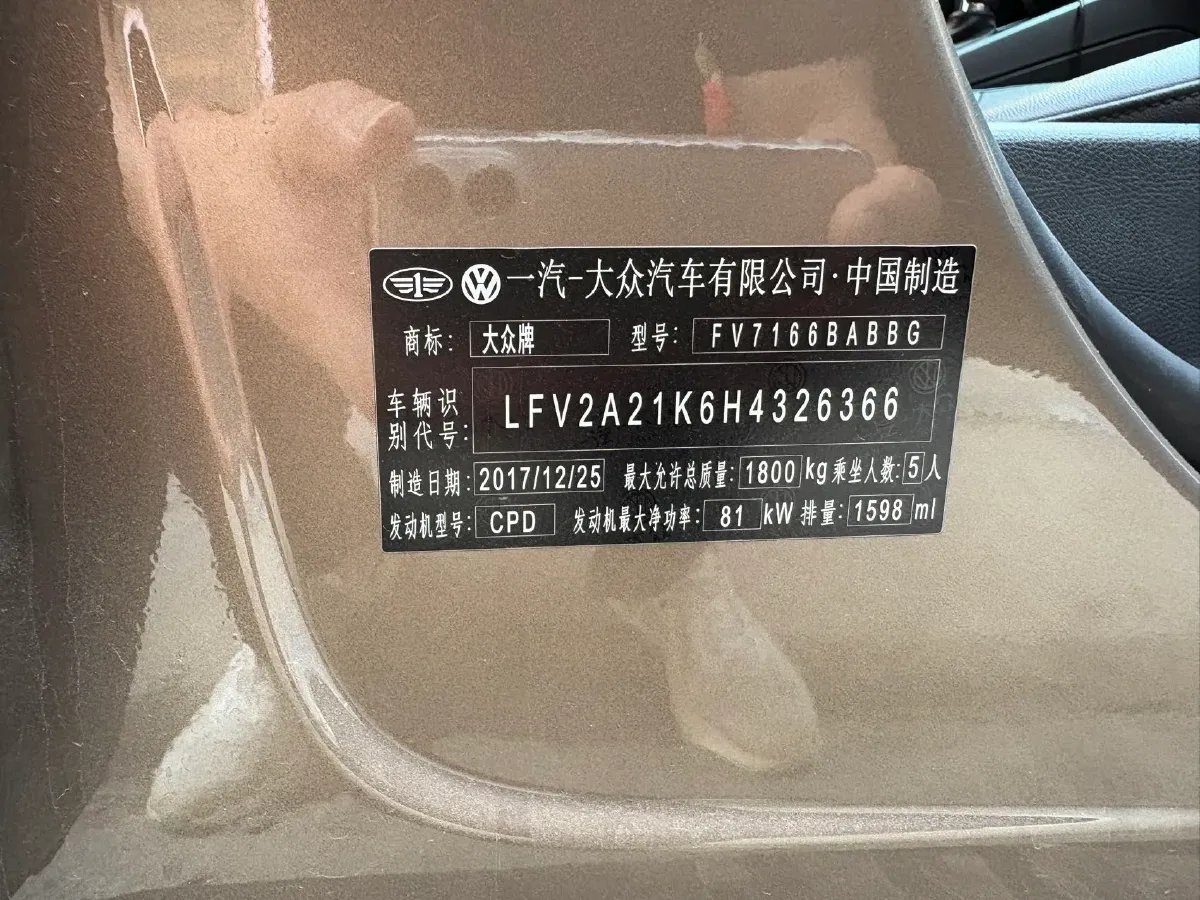 一汽-大众汽车有限公司·中国制造
商标: 大众牌 型号: FV7166BABBG
车辆识别代号: LFV2A21K6H4326366
制造日期: 2017/12/25 最大允许总质量: 1800 kg 乘坐人数: 5 人
发动机型号: CPD 发动机最大净功率: 81 kW 排量: 1598 ml